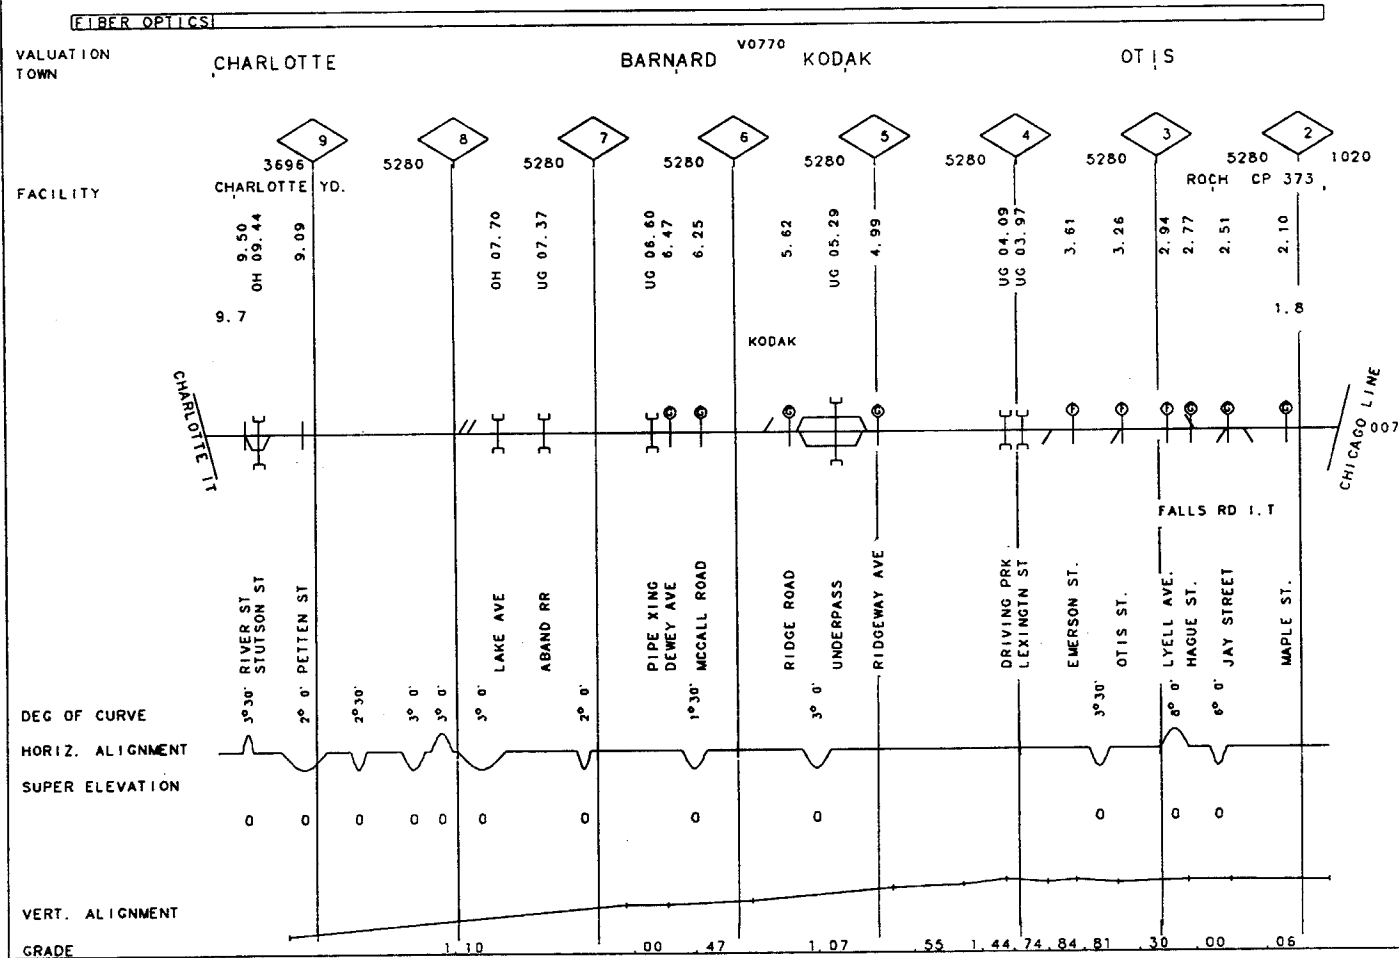 FIBER OPTICS
V0770
VALUATION
TOWN
CHARLOTTE
BARNARD
KODAK
OTIS
9
8
7
6
5
4
3
2
3696
5280
5280
5280
5280
5280
5280
5280
1020
FACILITY
CHARLOTTE YD.
ROCH
CP 373
9.50
OH 09.44
9.09
OH 07.70
UG 07.37
UG 06.60
6.47
6.25
5.62
UG 05.29
4.99
UG 04.09
UG 03.97
3.61
3.26
2.94
2.77
2.51
2.10
9.7
1.8
KODAK
CHARLOTTE IT
G
G
G
G
F
F
F
G
G
G
CHICAGO LINE
007
FALLS RD I.T
RIVER ST
STUTSON ST
PETTEN ST
LAKE AVE
ABAND RR
PIPE XING
DEWEY AVE
MCCALL ROAD
RIDGE ROAD
UNDERPASS
RIDGEWAY AVE
DRIVING PRK
LEXINGTN ST
EMERSON ST.
OTIS ST.
LYELL AVE.
HAGUE ST.
JAY STREET
MAPLE ST.
DEG OF CURVE
3° 30'
2° 0'
2° 30'
3° 0'
3° 0'
3° 0'
2° 0'
1° 30'
3° 0'
3° 30'
8° 0'
6° 0'
HORIZ. ALIGNMENT
SUPER ELEVATION
0
0
0
0
0
0
0
0
0
0
0
0
VERT. ALIGNMENT
GRADE
1.10
.00
.47
1.07
.55
1.44
.74
.84
.81
.30
.00
.06